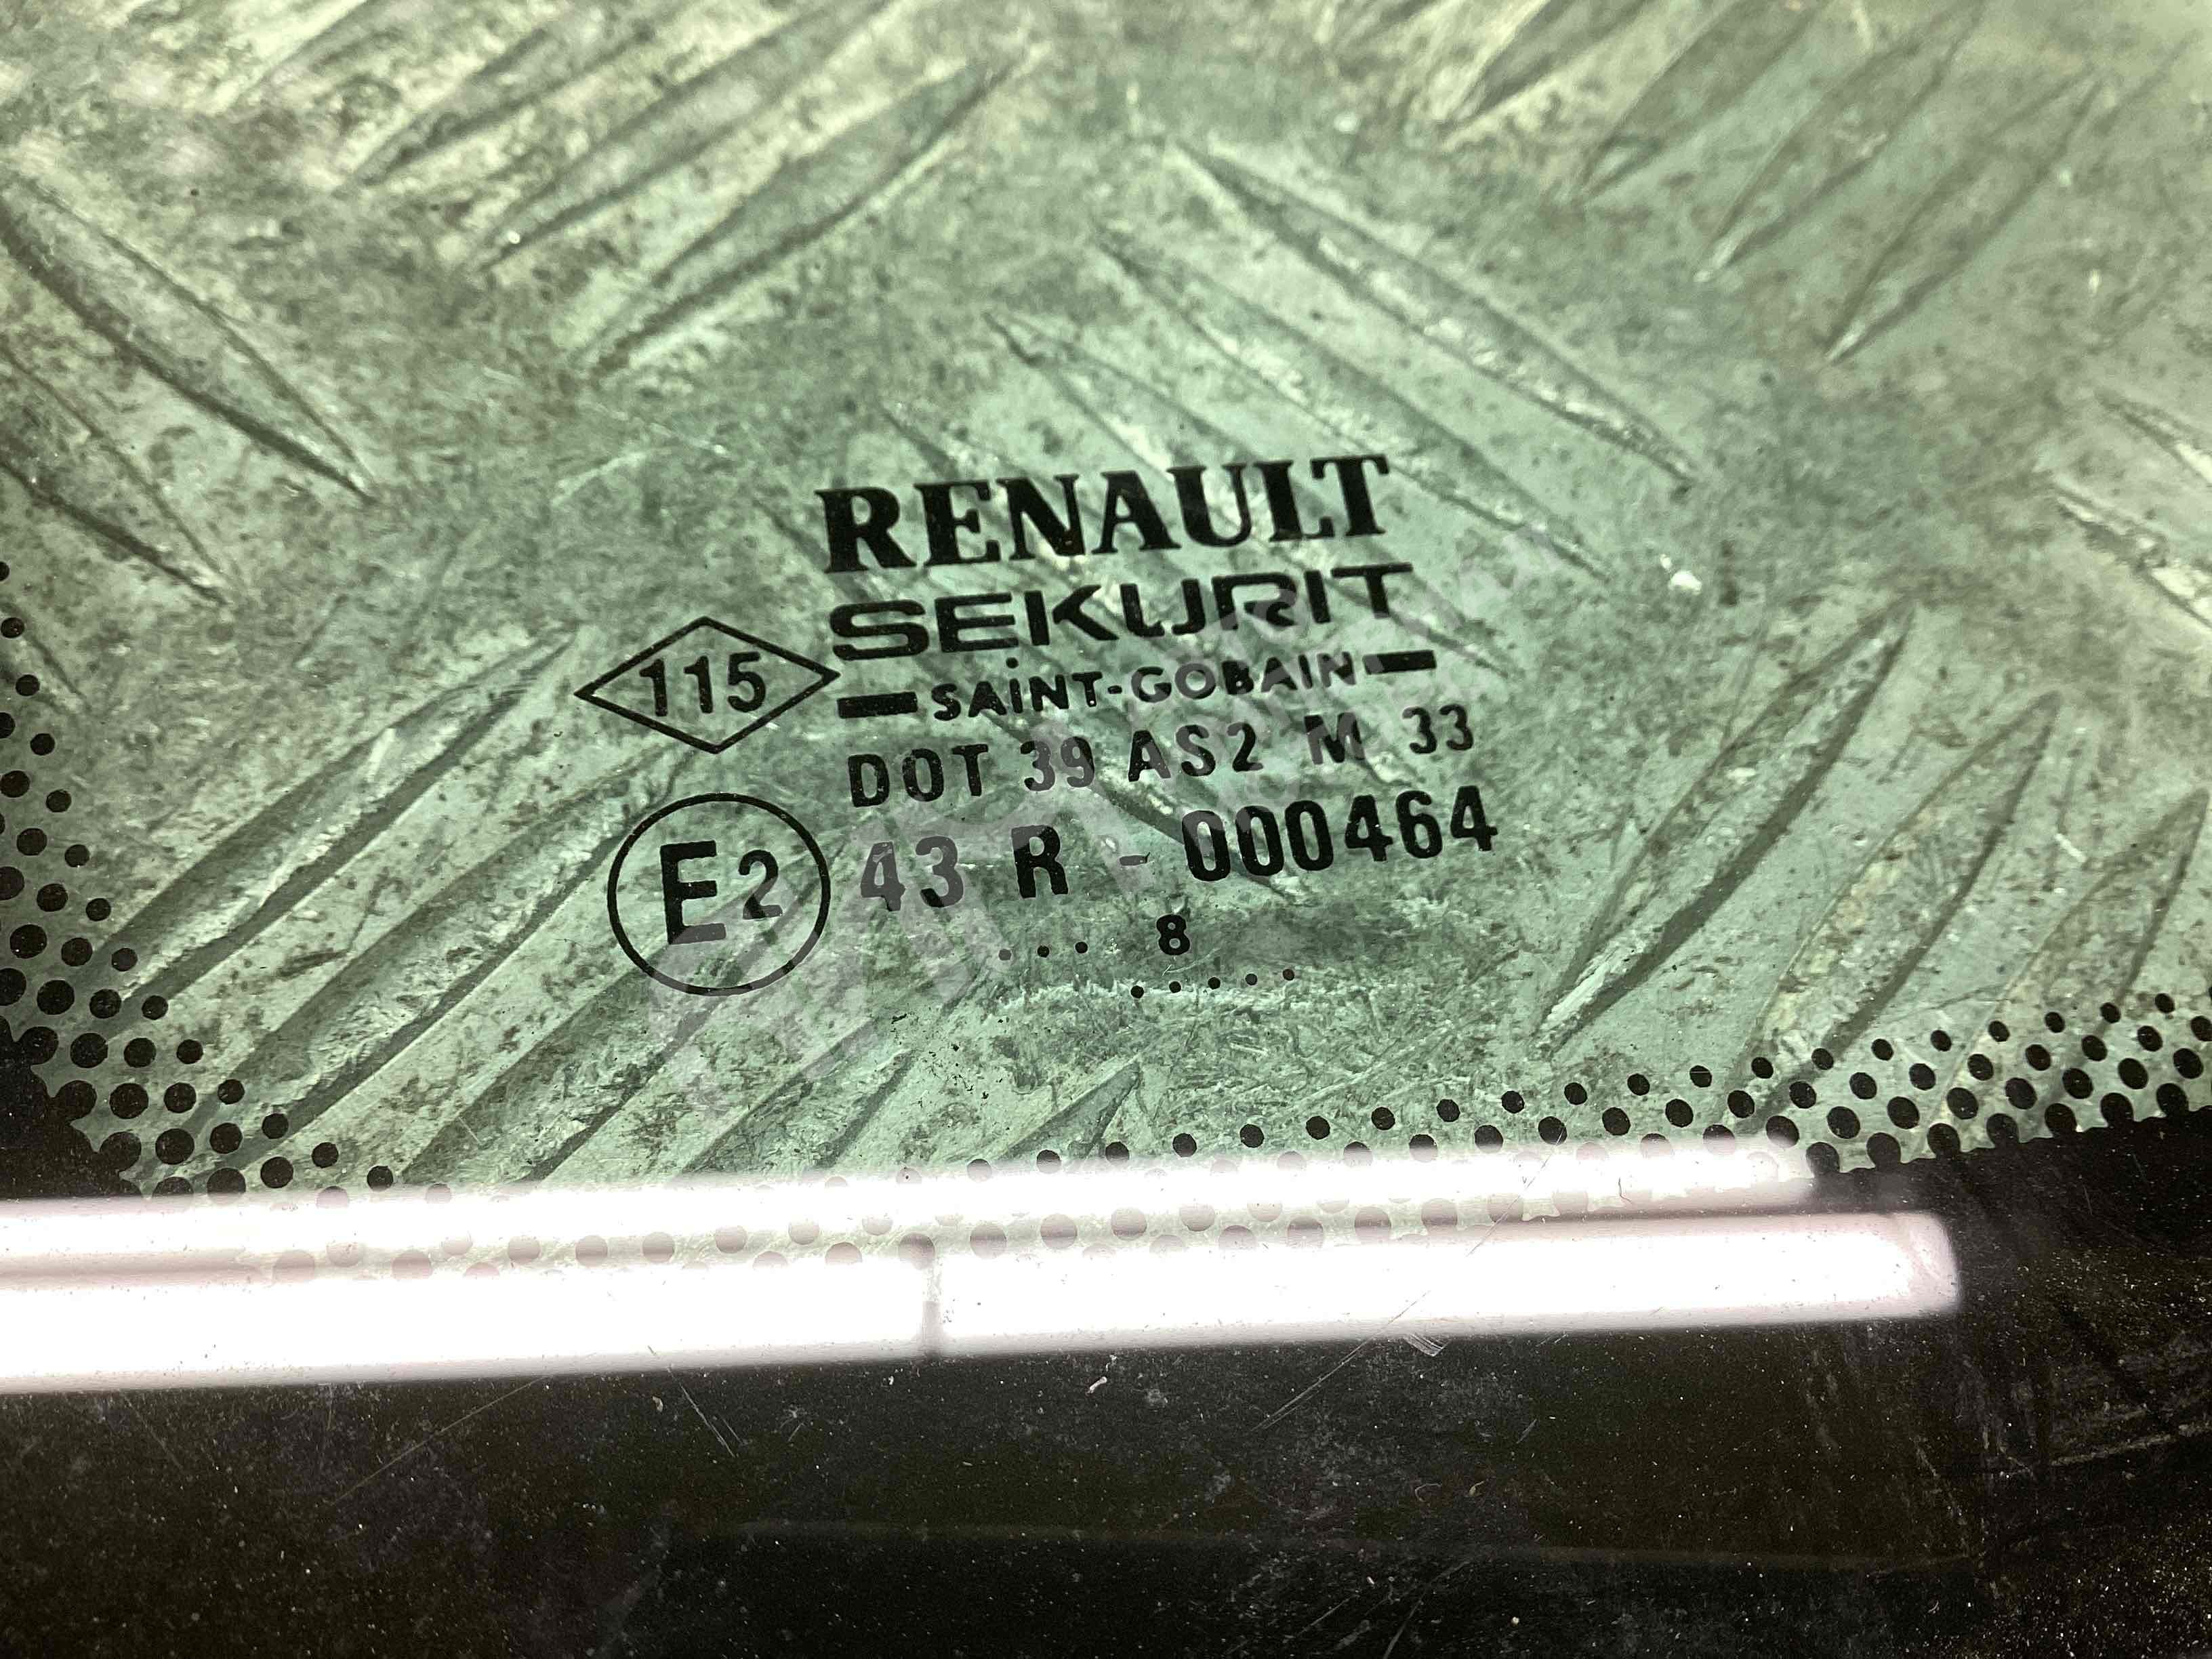 RENAULT
SEKURIT
115
SAINT-GOBAIN
DOT 39 AS2 M 33
E2 43 R - 000464
... 8
.....